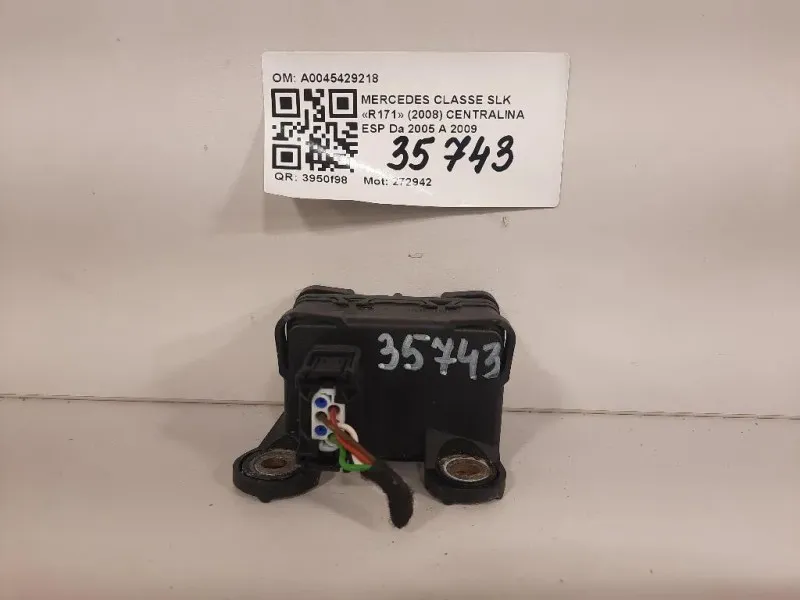 OM: A0045429218
MERCEDES CLASSE SLK
«R171» (2008) CENTRALINA
ESP Da 2005 A 2009
35743
QR: 3950f98 Mot: 272942
35743